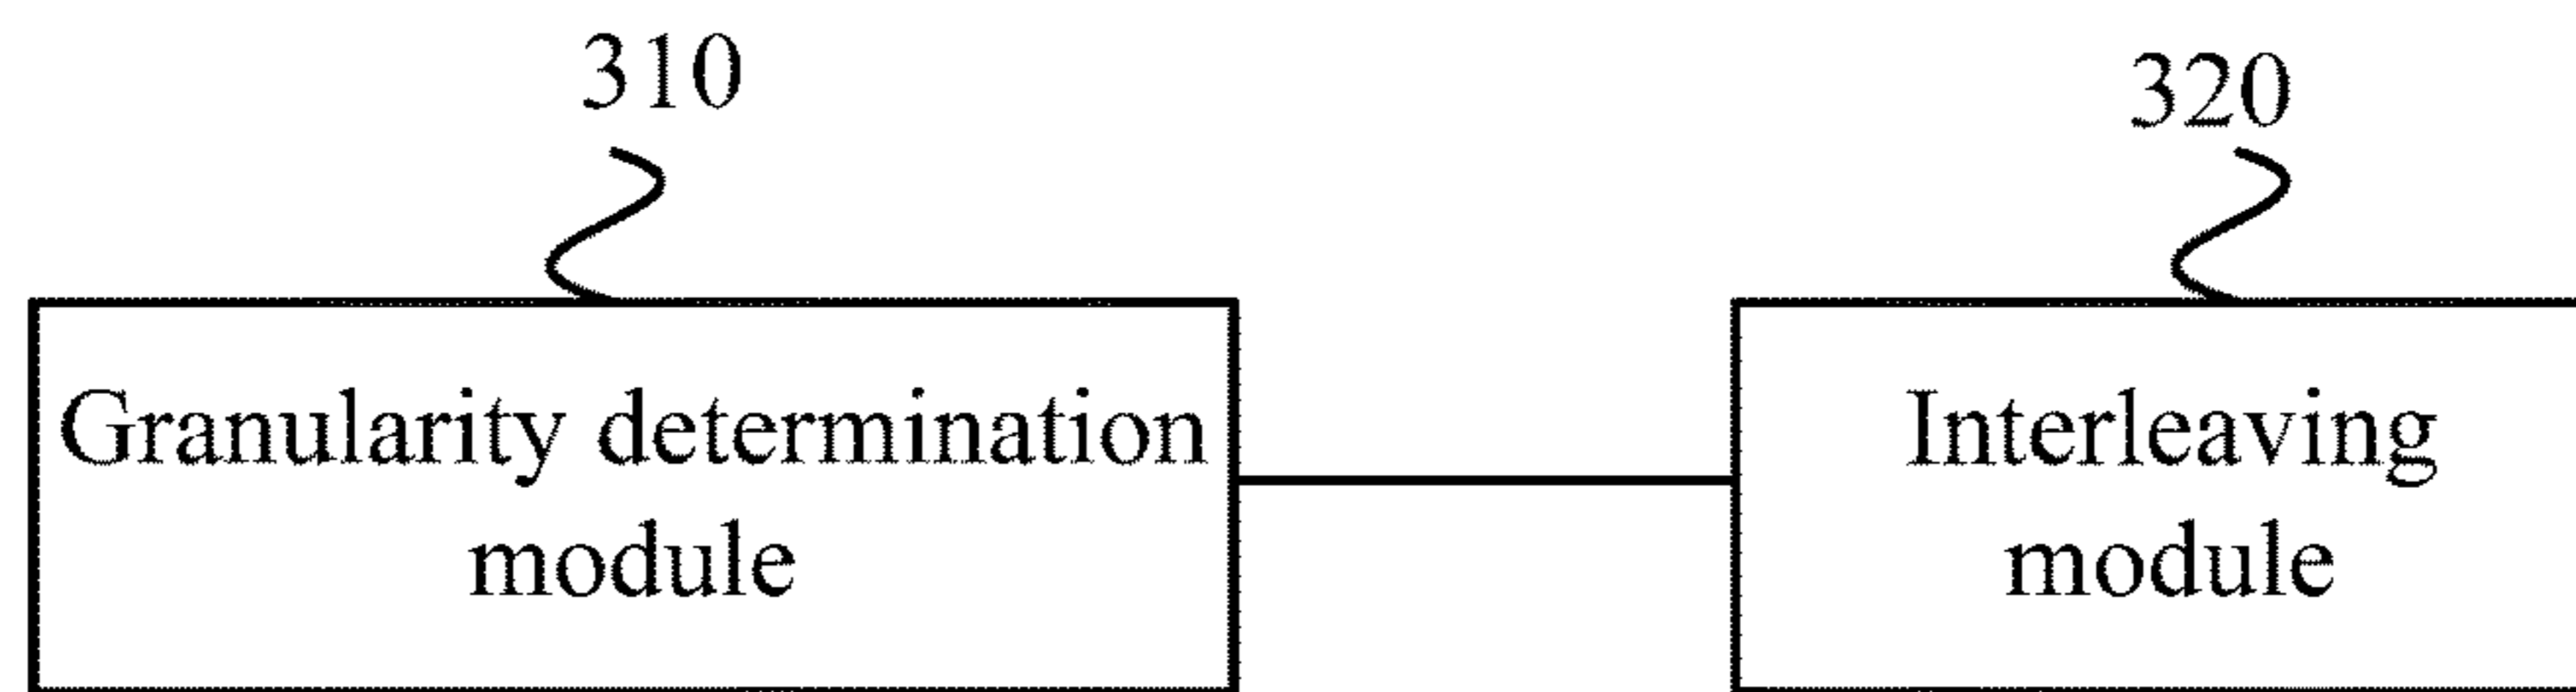 310
320
Granularity determination
module
Interleaving
module